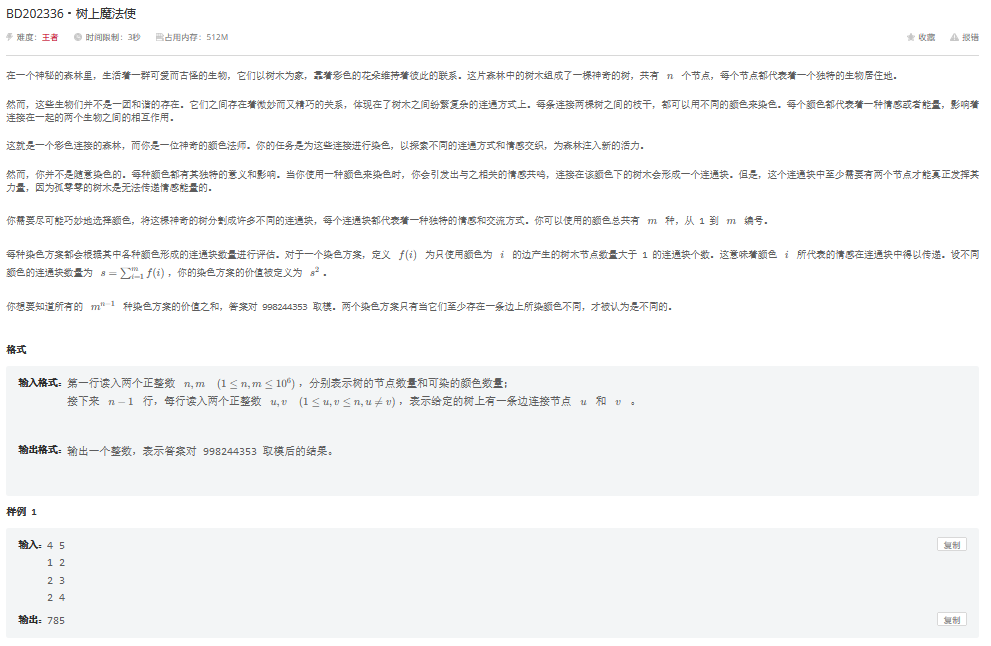 BD202336 · 树上魔法使
难度：王者 时间限制：3秒 占用内存：512M 收藏 报错
在一个神秘的森林里，生活着一群可爱而古怪的生物，它们以树木为家，靠着彩色的花朵维持着彼此的联系。这片森林中的树木组成了一棵神奇的树，共有 n 个节点，每个节点都代表着一个独特的生物居住地。
然而，这些生物们并不是一团和谐的存在。它们之间存在着微妙而又精巧的关系，体现在了树木之间纷繁复杂的连通方式上。每条连接两棵树之间的枝干，都可以用不同的颜色来染色。每个颜色都代表着一种情感或者能量，影响着
连接在一起的两个生物之间的相互作用。
这就是一个彩色连接的森林，而你是一位神奇的颜色法师。你的任务是为这些连接进行染色，以探索不同的连通方式和情感交织，为森林注入新的活力。
然而，你并不是随意染色的。每种颜色都有其独特的意义和影响。当你使用一种颜色来染色时，你会引发出与之相关的情感共鸣，连接在该颜色下的树木会形成一个连通块。但是，这个连通块中至少需要有两个节点才能真正发挥其
力量，因为孤零零的树木是无法传递情感能量的。
你需要尽可能巧妙地选择颜色，将这棵神奇的树分割成许多不同的连通块，每个连通块都代表着一种独特的情感和交流方式。你可以使用的颜色总共有 m 种，从 1 到 m 编号。
每种染色方案都会根据其中各种颜色形成的连通块数量进行评估。对于一个染色方案，定义 f(i) 为只使用颜色为 i 的边产生的树木节点数量大于 1 的连通块个数。这意味着颜色 i 所代表的情感在连通块中得以传递。设不同
颜色的连通块数量为 s = ∑_{i=1}^{m} f(i)，你的染色方案的价值被定义为 s²。
你想要知道所有的 m^{n−1} 种染色方案的价值之和，答案对 998244353 取模。两个染色方案只有当它们至少存在一条边上所染颜色不同，才被认为是不同的。
格式
输入格式：第一行读入两个正整数 n, m (1 ≤ n, m ≤ 10⁶)，分别表示树的节点数量和可染的颜色数量；
接下来 n − 1 行，每行读入两个正整数 u, v (1 ≤ u, v ≤ n, u ≠ v)，表示给定的树上有一条边连接节点 u 和 v 。
输出格式：输出一个整数，表示答案对 998244353 取模后的结果。
样例 1
输入：4 5 复制
1 2
2 3
2 4
输出：785 复制